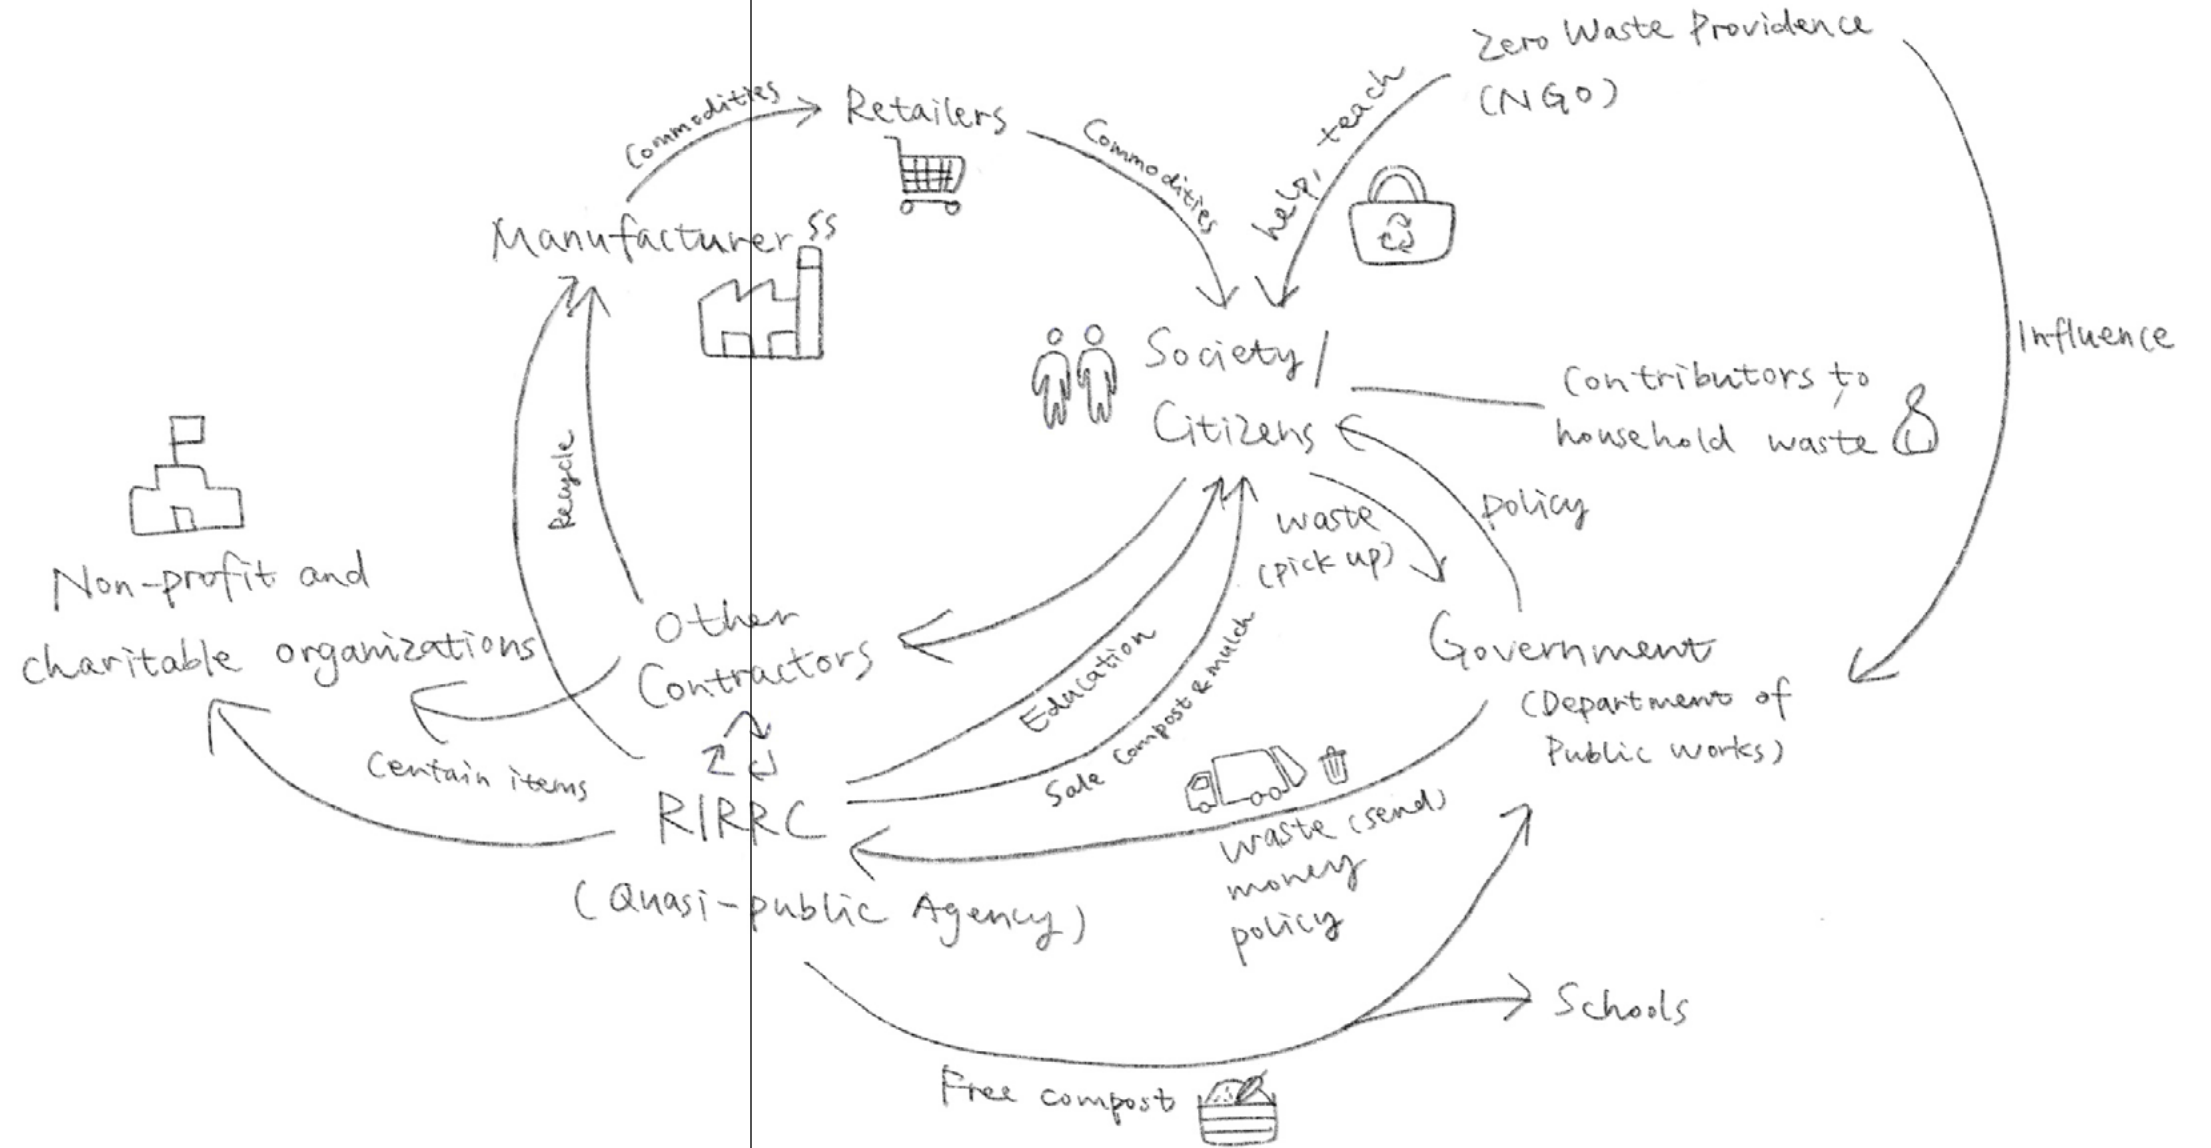 Zero Waste Providence
(NGO)
Commodities
Retailers
Commodities
help, teach
Manufacturer
Society/
Citizens
Contributors to
household waste
Influence
Recycle
Policy
waste
(pick up)
Non-profit and
charitable organizations
Other
Contractors
Government
(Department of
Public Works)
Education
Sale compost & mulch
Certain items
RIRRC
(Quasi-public Agency)
waste (send)
money
policy
Schools
Free compost